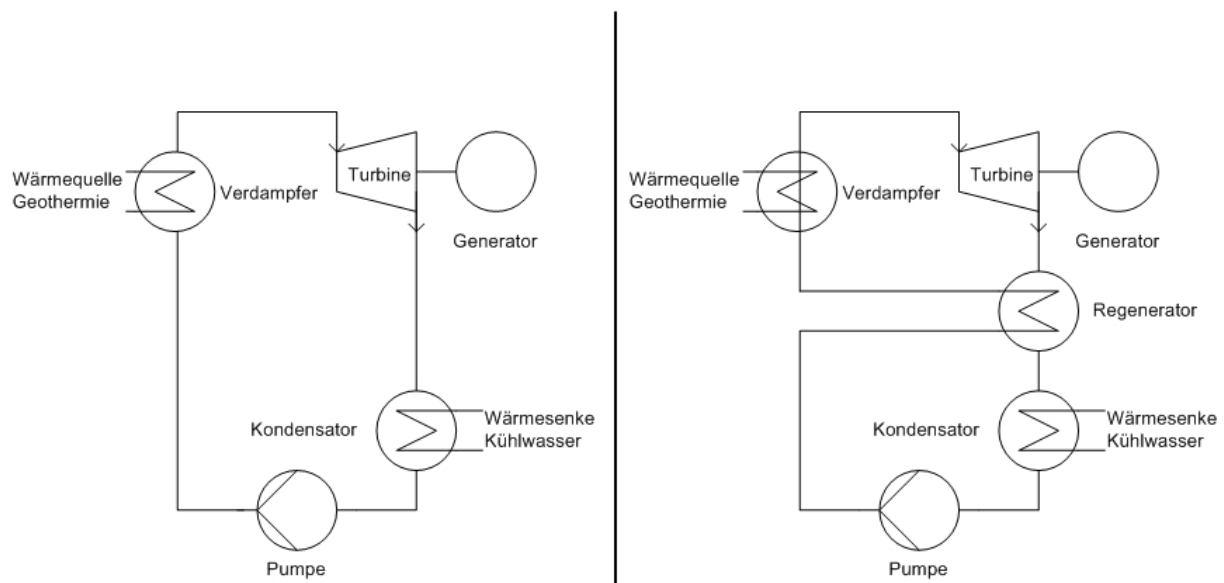 Wärmequelle
Geothermie
Verdampfer
Turbine
Generator
Kondensator
Wärmesenke
Kühlwasser
Pumpe
Wärmequelle
Geothermie
Verdampfer
Turbine
Generator
Regenerator
Kondensator
Wärmesenke
Kühlwasser
Pumpe